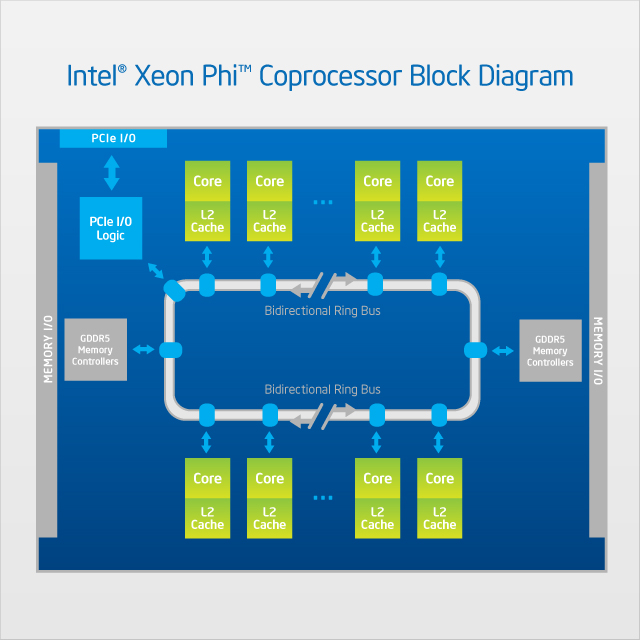 Intel® Xeon Phi™ Coprocessor Block Diagram
PCIe I/O
PCIe I/O
Logic
Core
L2
Cache
Core
L2
Cache
...
Core
L2
Cache
Core
L2
Cache
Bidirectional Ring Bus
MEMORY I/O
GDDR5
Memory
Controllers
GDDR5
Memory
Controllers
MEMORY I/O
Bidirectional Ring Bus
Core
L2
Cache
Core
L2
Cache
...
Core
L2
Cache
Core
L2
Cache